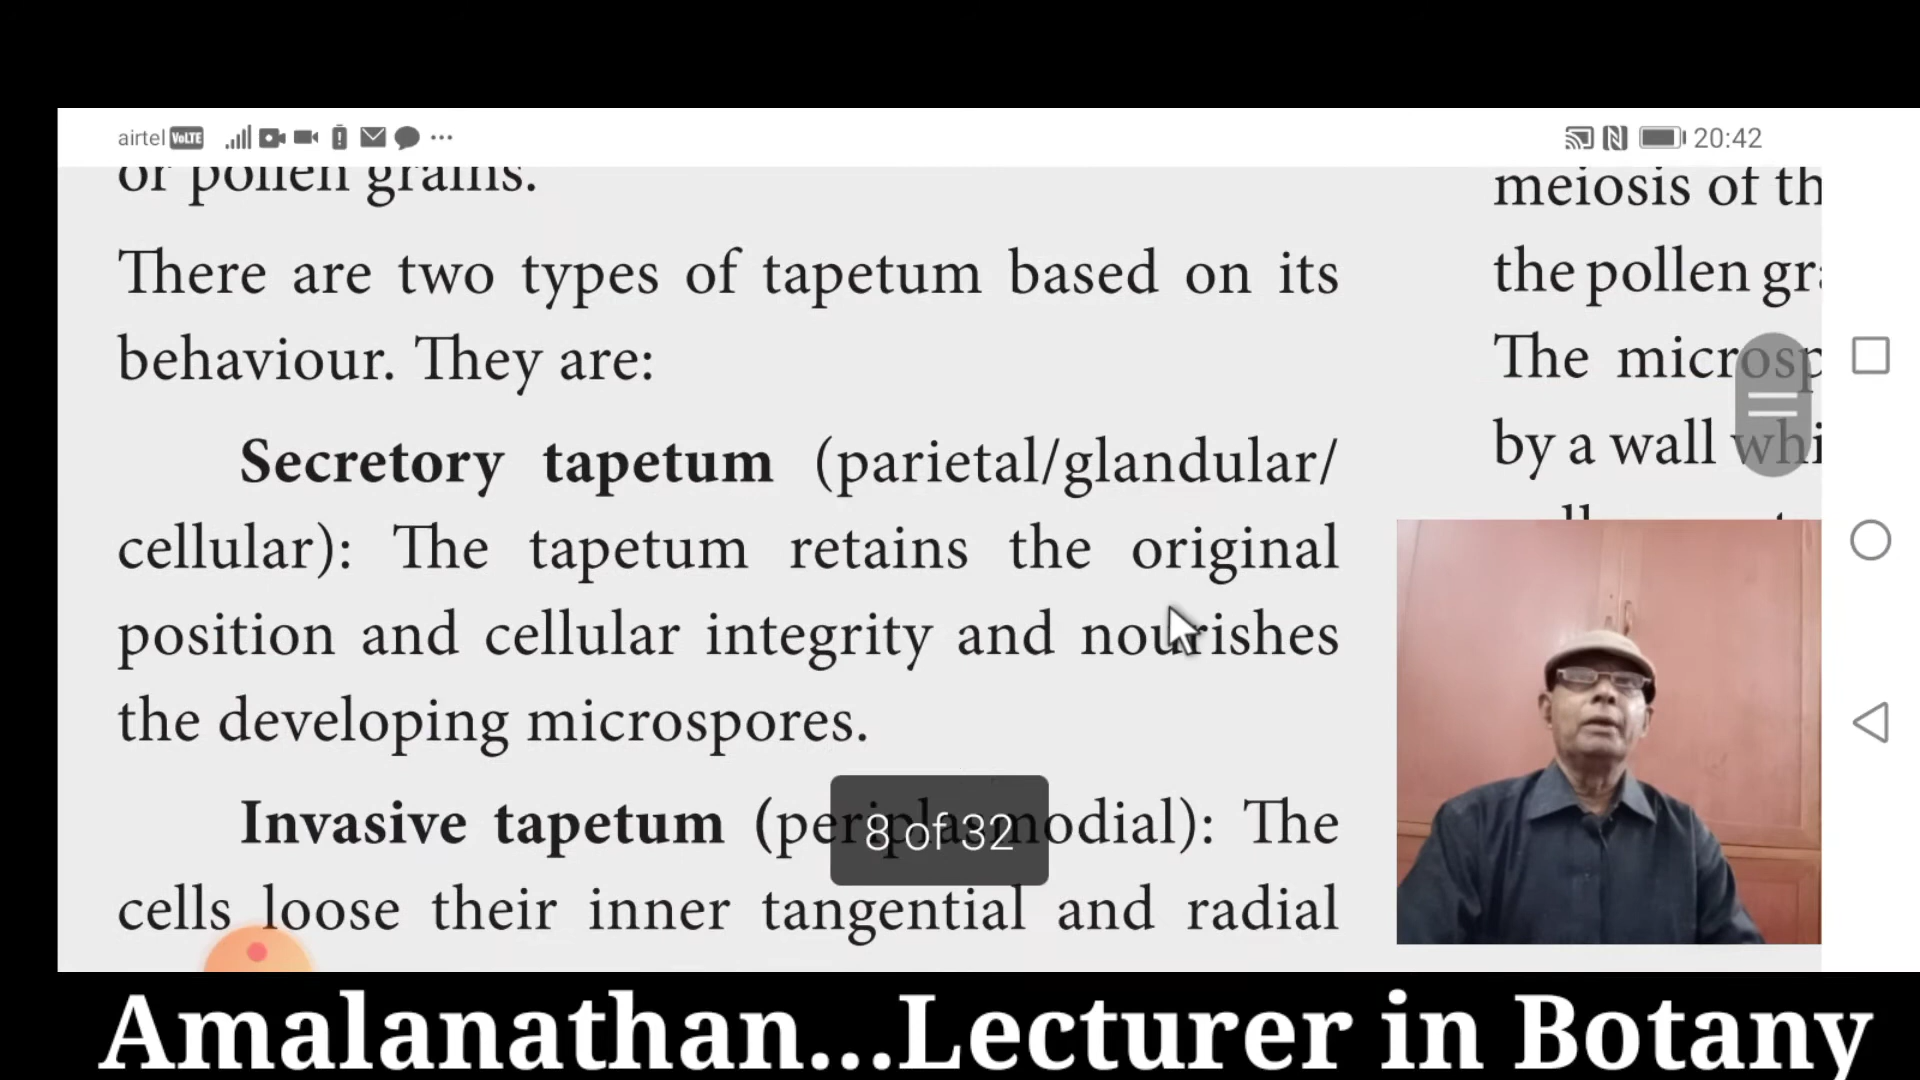 airtel VoLTE
20:42
or pollen grains.
There are two types of tapetum based on its
behaviour. They are:
Secretory tapetum (parietal/glandular/
cellular): The tapetum retains the original
position and cellular integrity and nourishes
the developing microspores.
Invasive tapetum (periplasmodial): The
cells loose their inner tangential and radial
8 of 32
meiosis of th
the pollen gr
The microsp
by a wall whi
Amalanathan...Lecturer in Botany